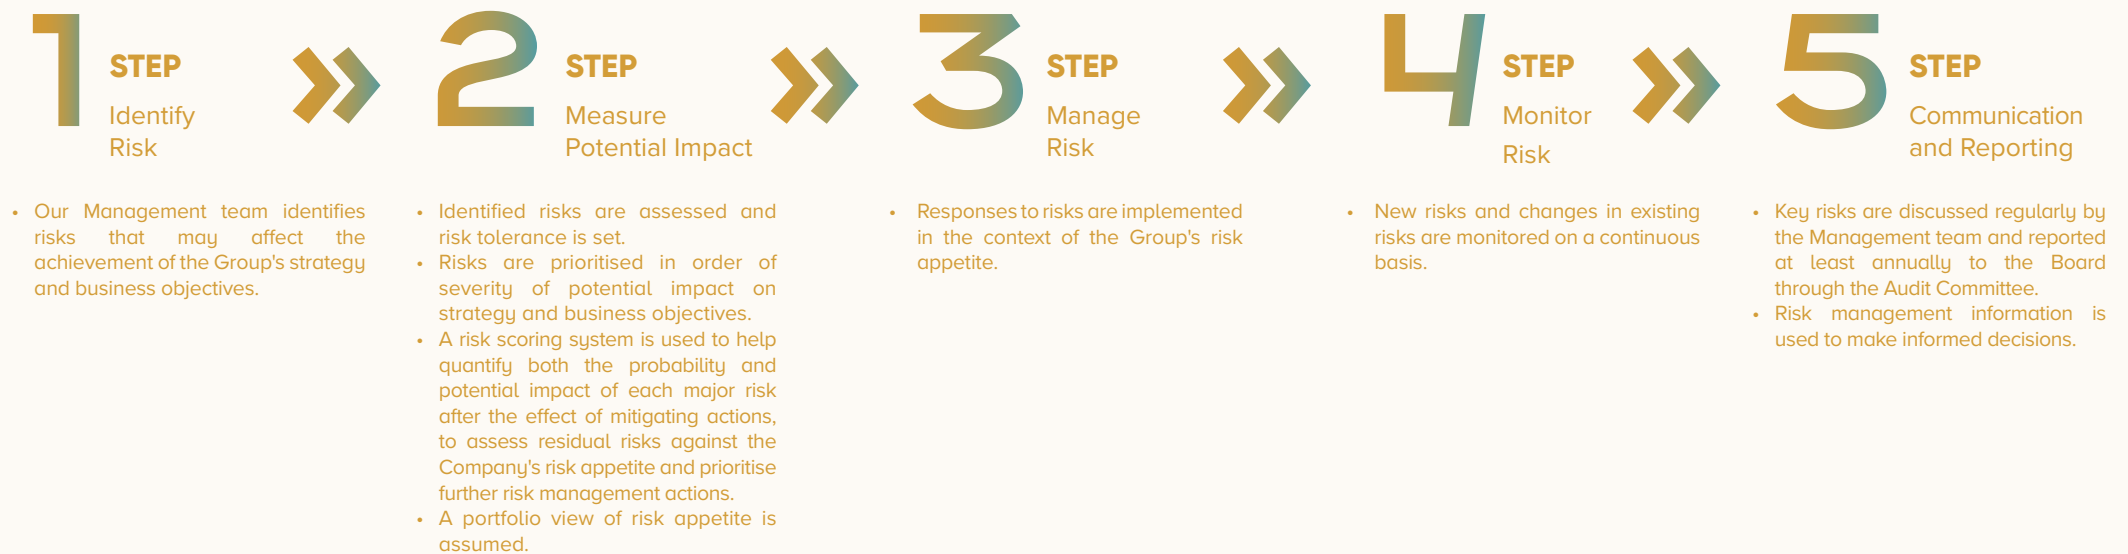 1 STEP
Identify
Risk
• Our Management team identifies
risks that may affect the
achievement of the Group's strategy
and business objectives.
2 STEP
Measure
Potential Impact
• Identified risks are assessed and
risk tolerance is set.
• Risks are prioritised in order of
severity of potential impact on
strategy and business objectives.
• A risk scoring system is used to help
quantify both the probability and
potential impact of each major risk
after the effect of mitigating actions,
to assess residual risks against the
Company's risk appetite and prioritise
further risk management actions.
• A portfolio view of risk appetite is
assumed.
3 STEP
Manage
Risk
• Responses to risks are implemented
in the context of the Group's risk
appetite.
4 STEP
Monitor
Risk
• New risks and changes in existing
risks are monitored on a continuous
basis.
5 STEP
Communication
and Reporting
• Key risks are discussed regularly by
the Management team and reported
at least annually to the Board
through the Audit Committee.
• Risk management information is
used to make informed decisions.